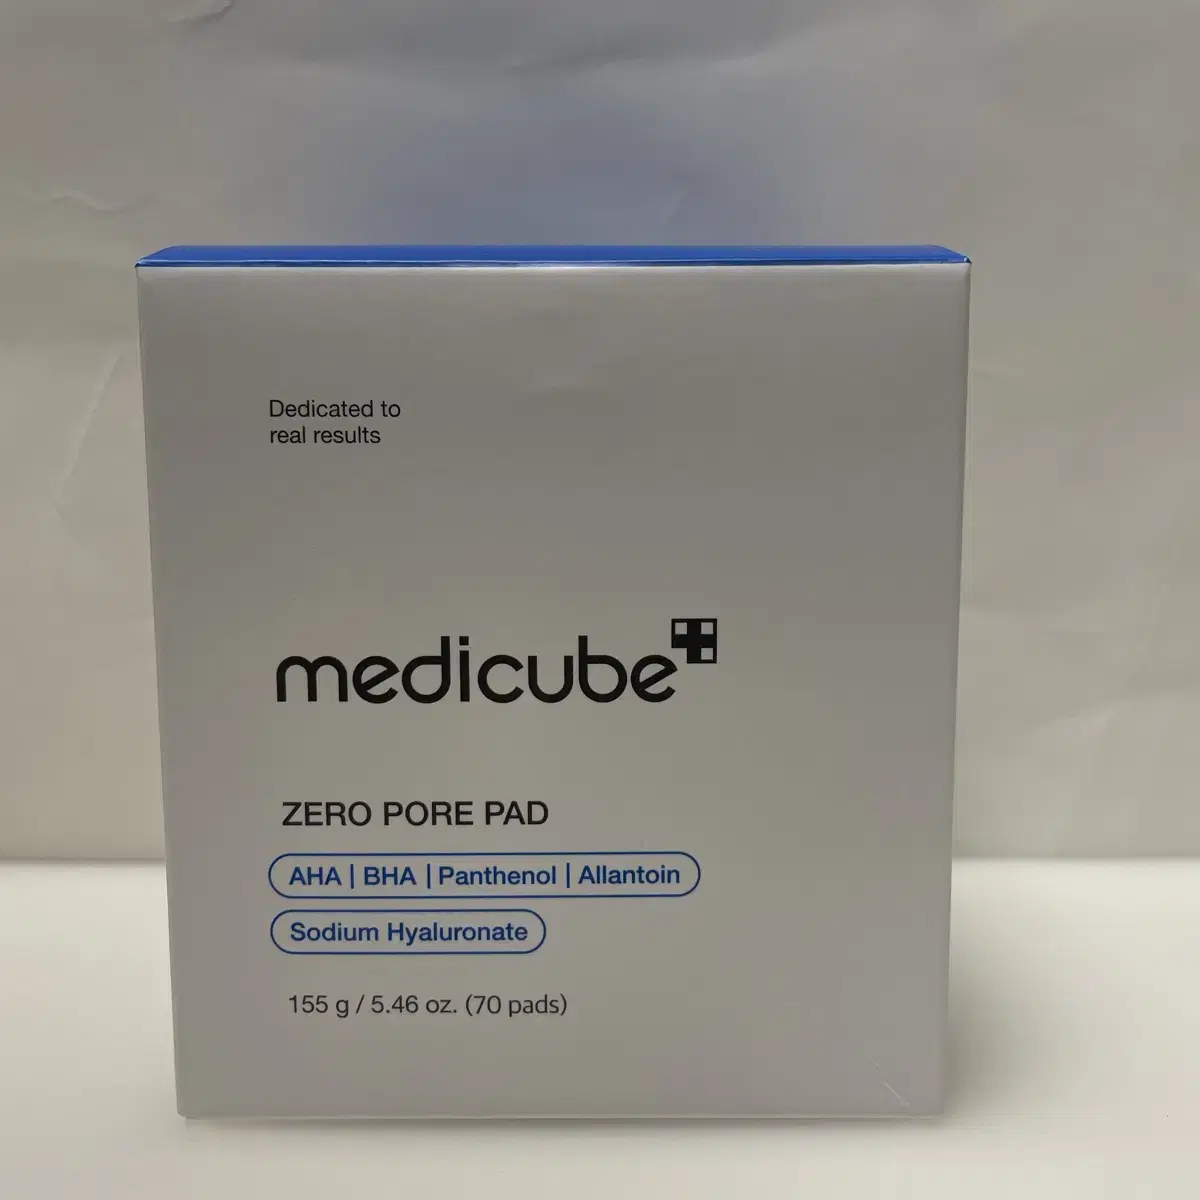 Dedicated to
real results
medicube
ZERO PORE PAD
AHA | BHA | Panthenol | Allantoin
Sodium Hyaluronate
155 g / 5.46 oz. (70 pads)